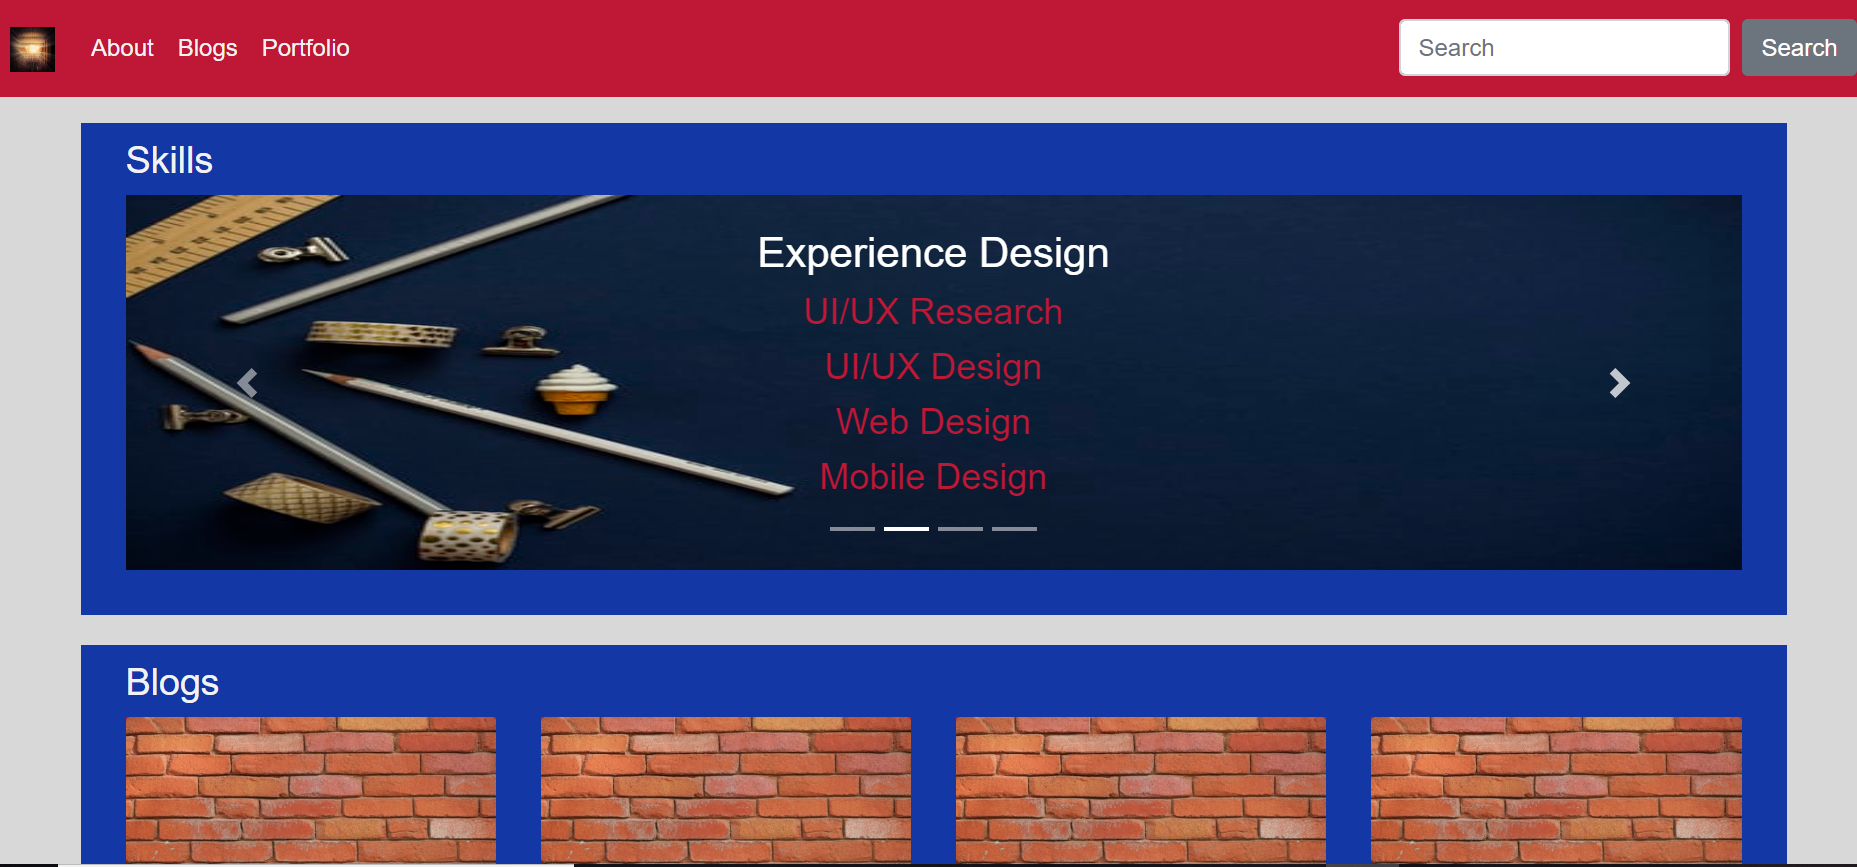 About Blogs Portfolio Search Search
Skills
Experience Design
UI/UX Research
UI/UX Design
Web Design
Mobile Design
Blogs